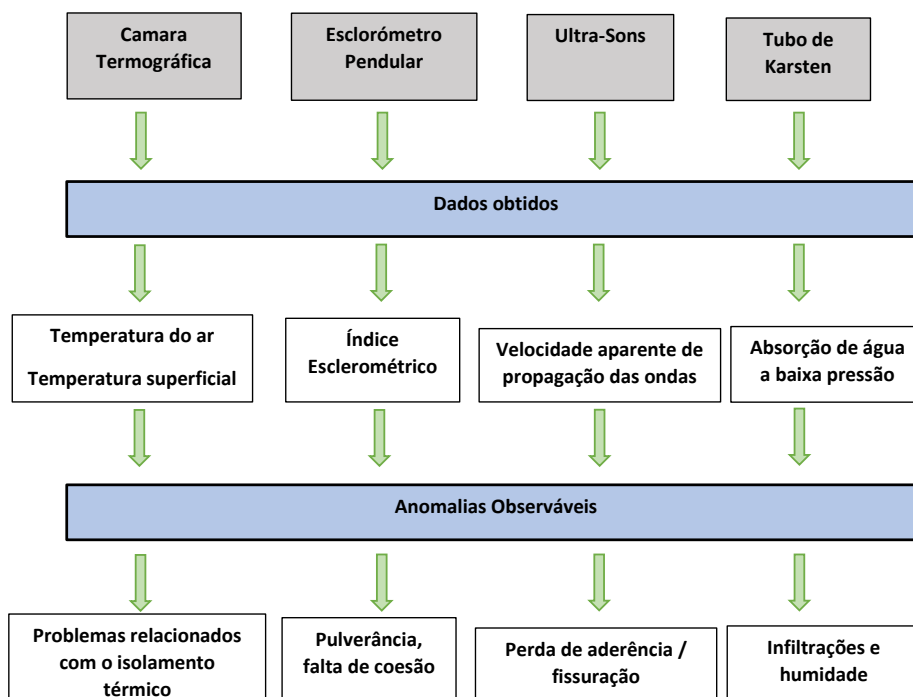 Camara
Termográfica
Esclorómetro
Pendular
Ultra-Sons
Tubo de
Karsten
Dados obtidos
Temperatura do ar
Temperatura superficial
Índice
Esclerométrico
Velocidade aparente de
propagação das ondas
Absorção de água
a baixa pressão
Anomalias Observáveis
Problemas relacionados
com o isolamento
térmico
Pulverância,
falta de coesão
Perda de aderência /
fissuração
Infiltrações e
humidade